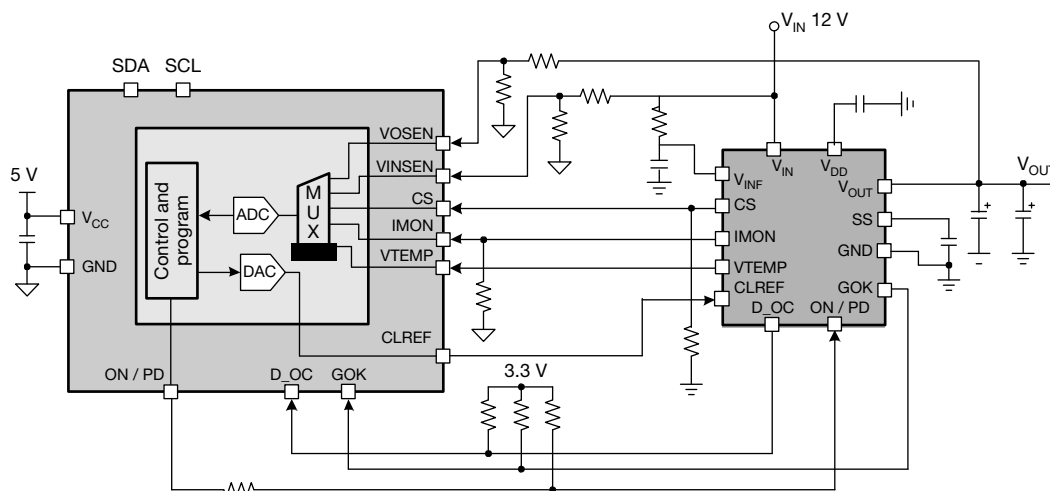 V_IN 12 V
SDA SCL
VOSEN
VINSEN
CS
IMON
VTEMP
CLREF
5 V
V_CC
GND
Control and
program
ADC
DAC
MUX
ON / PD
D_OC
GOK
3.3 V
V_IN
V_DD
V_INF
CS
IMON
VTEMP
CLREF
D_OC
ON / PD
V_OUT
SS
GND
GOK
V_OUT
+
+